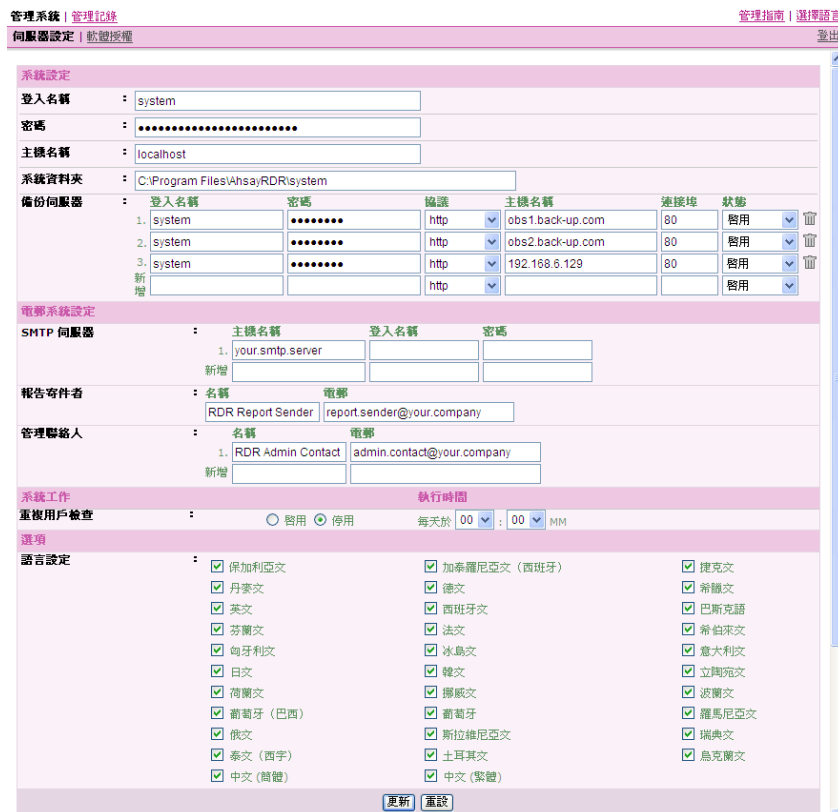 管理系統 | 管理記錄 管理指南 | 選擇語言
伺服器設定 | 軟體授權 登出
系統設定
登入名稱 : system
密碼 : ••••••••••••••••••••••••
主機名稱 : localhost
系統資料夾 : C:\Program Files\AhsayRDR\system
備份伺服器 : 登入名稱 密碼 協議 主機名稱 連接埠 狀態
1. system •••••••• http obs1.back-up.com 80 啓用
2. system •••••••• http obs2.back-up.com 80 啓用
3. system •••••••• http 192.168.6.129 80 啓用
新增 http 啓用
電郵系統設定
SMTP 伺服器 : 主機名稱 登入名稱 密碼
1. your.smtp.server
新增
報告寄件者 : 名稱 電郵
RDR Report Sender report.sender@your.company
管理聯絡人 : 名稱 電郵
1. RDR Admin Contact admin.contact@your.company
新增
系統工作 執行時間
重複用戶檢查 : 啓用 停用 每天於 00 : 00 MM
選項
語言設定 : 保加利亞文 加泰羅尼亞文（西班牙） 捷克文
丹麥文 德文 希臘文
英文 西班牙文 巴斯克語
芬蘭文 法文 希伯來文
匈牙利文 冰島文 意大利文
日文 韓文 立陶宛文
荷蘭文 挪威文 波蘭文
葡萄牙（巴西） 葡萄牙 羅馬尼亞文
俄文 斯拉維尼亞文 瑞典文
泰文（西字） 土耳其文 烏克蘭文
中文 (簡體) 中文 (繁體)
更新 重設